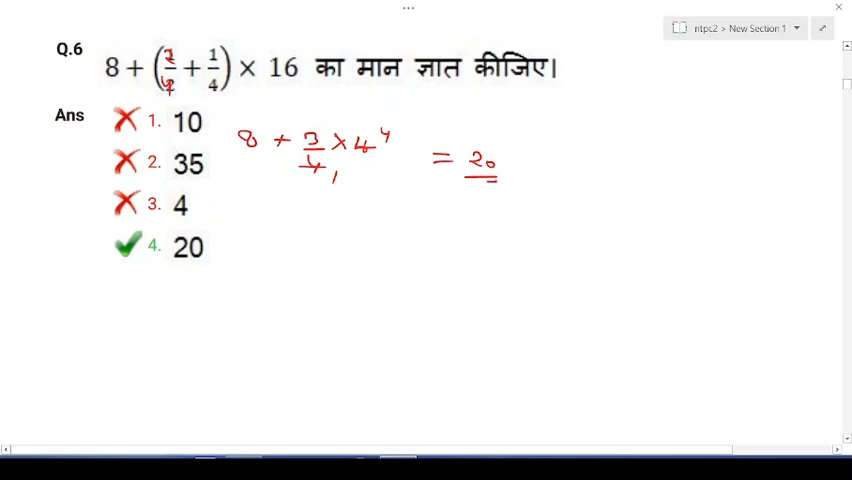 ...
ntpc2 > New Section 1
Q.6
8 + (2/4 + 1/4) × 16 का मान ज्ञात कीजिए।
Ans
1. 10
2. 35
3. 4
4. 20
8 + 3/4 × 4
= 20